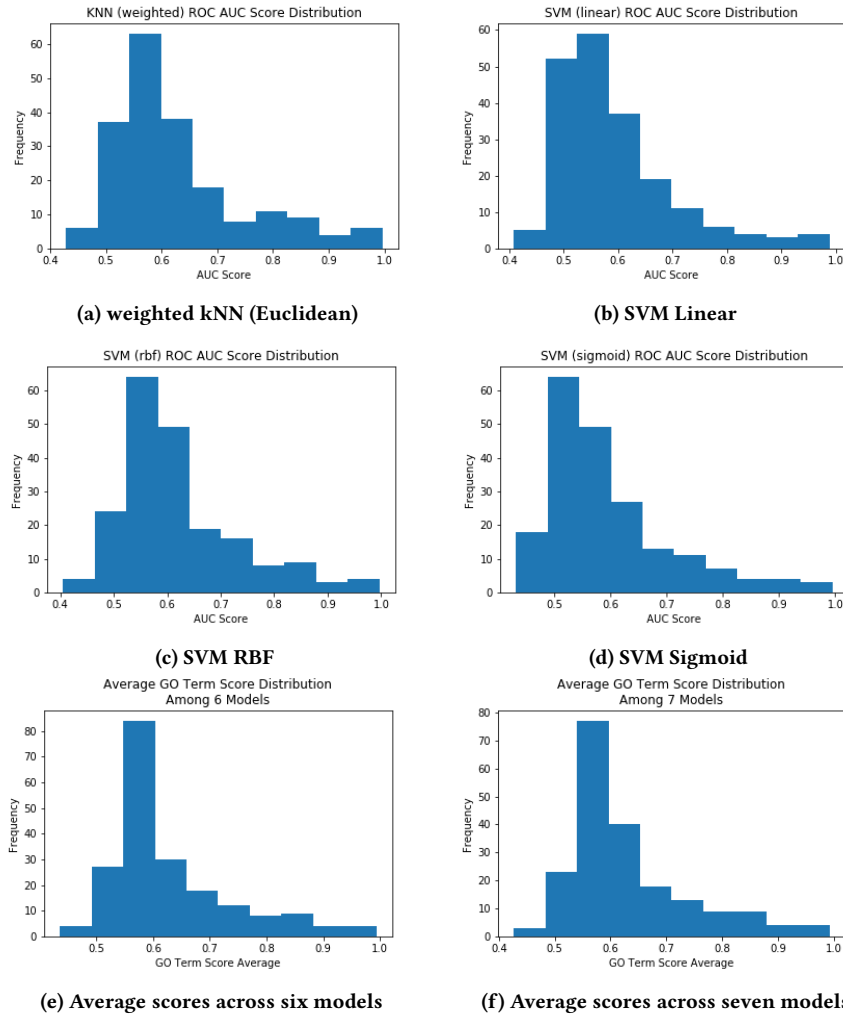 KNN (weighted) ROC AUC Score Distribution
60
50
40
30
20
10
0
Frequency
0.4 0.5 0.6 0.7 0.8 0.9 1.0
AUC Score
(a) weighted kNN (Euclidean)
SVM (linear) ROC AUC Score Distribution
60
50
40
30
20
10
0
Frequency
0.4 0.5 0.6 0.7 0.8 0.9 1.0
AUC Score
(b) SVM Linear
SVM (rbf) ROC AUC Score Distribution
60
50
40
30
20
10
0
Frequency
0.4 0.5 0.6 0.7 0.8 0.9 1.0
AUC Score
(c) SVM RBF
SVM (sigmoid) ROC AUC Score Distribution
60
50
40
30
20
10
0
Frequency
0.5 0.6 0.7 0.8 0.9 1.0
AUC Score
(d) SVM Sigmoid
Average GO Term Score Distribution
Among 6 Models
80
70
60
50
40
30
20
10
0
Frequency
0.5 0.6 0.7 0.8 0.9 1.0
GO Term Score Average
(e) Average scores across six models
Average GO Term Score Distribution
Among 7 Models
80
70
60
50
40
30
20
10
0
Frequency
0.4 0.5 0.6 0.7 0.8 0.9 1.0
GO Term Score Average
(f) Average scores across seven models